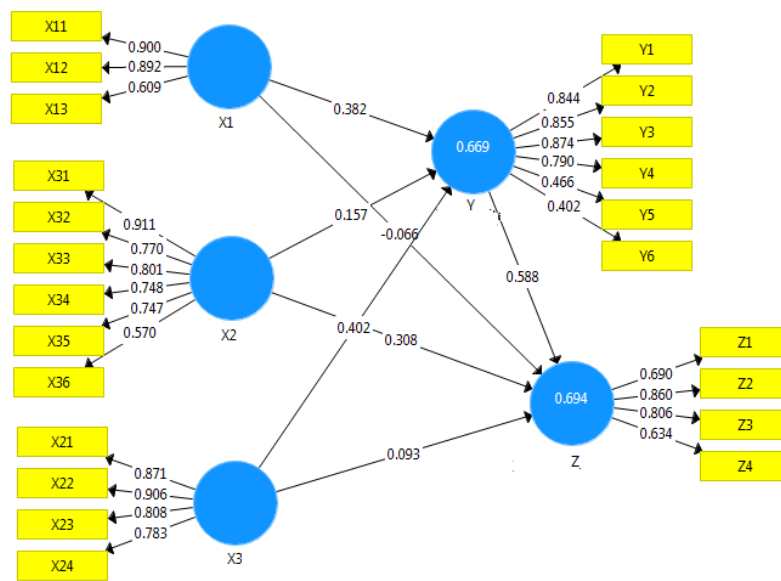 X11
X12
X13
0.900
0.892
0.609
X1
X31
X32
X33
X34
X35
X36
0.911
0.770
0.801
0.748
0.747
0.570
X2
X21
X22
X23
X24
0.871
0.906
0.808
0.783
X3
0.382
0.157
-0.066
0.402
0.308
0.093
0.588
0.669
Y
0.844
0.855
0.874
0.790
0.466
0.402
Y1
Y2
Y3
Y4
Y5
Y6
0.694
Z
0.690
0.860
0.806
0.634
Z1
Z2
Z3
Z4